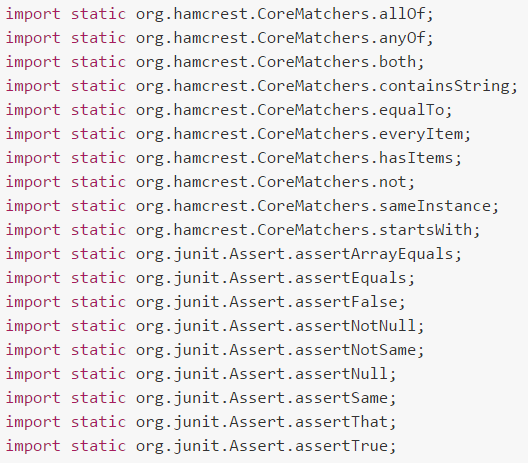 import static org.hamcrest.CoreMatchers.allOf;
import static org.hamcrest.CoreMatchers.anyOf;
import static org.hamcrest.CoreMatchers.both;
import static org.hamcrest.CoreMatchers.containsString;
import static org.hamcrest.CoreMatchers.equalTo;
import static org.hamcrest.CoreMatchers.everyItem;
import static org.hamcrest.CoreMatchers.hasItems;
import static org.hamcrest.CoreMatchers.not;
import static org.hamcrest.CoreMatchers.sameInstance;
import static org.hamcrest.CoreMatchers.startsWith;
import static org.junit.Assert.assertArrayEquals;
import static org.junit.Assert.assertEquals;
import static org.junit.Assert.assertFalse;
import static org.junit.Assert.assertNotNull;
import static org.junit.Assert.assertNotSame;
import static org.junit.Assert.assertNull;
import static org.junit.Assert.assertSame;
import static org.junit.Assert.assertThat;
import static org.junit.Assert.assertTrue;